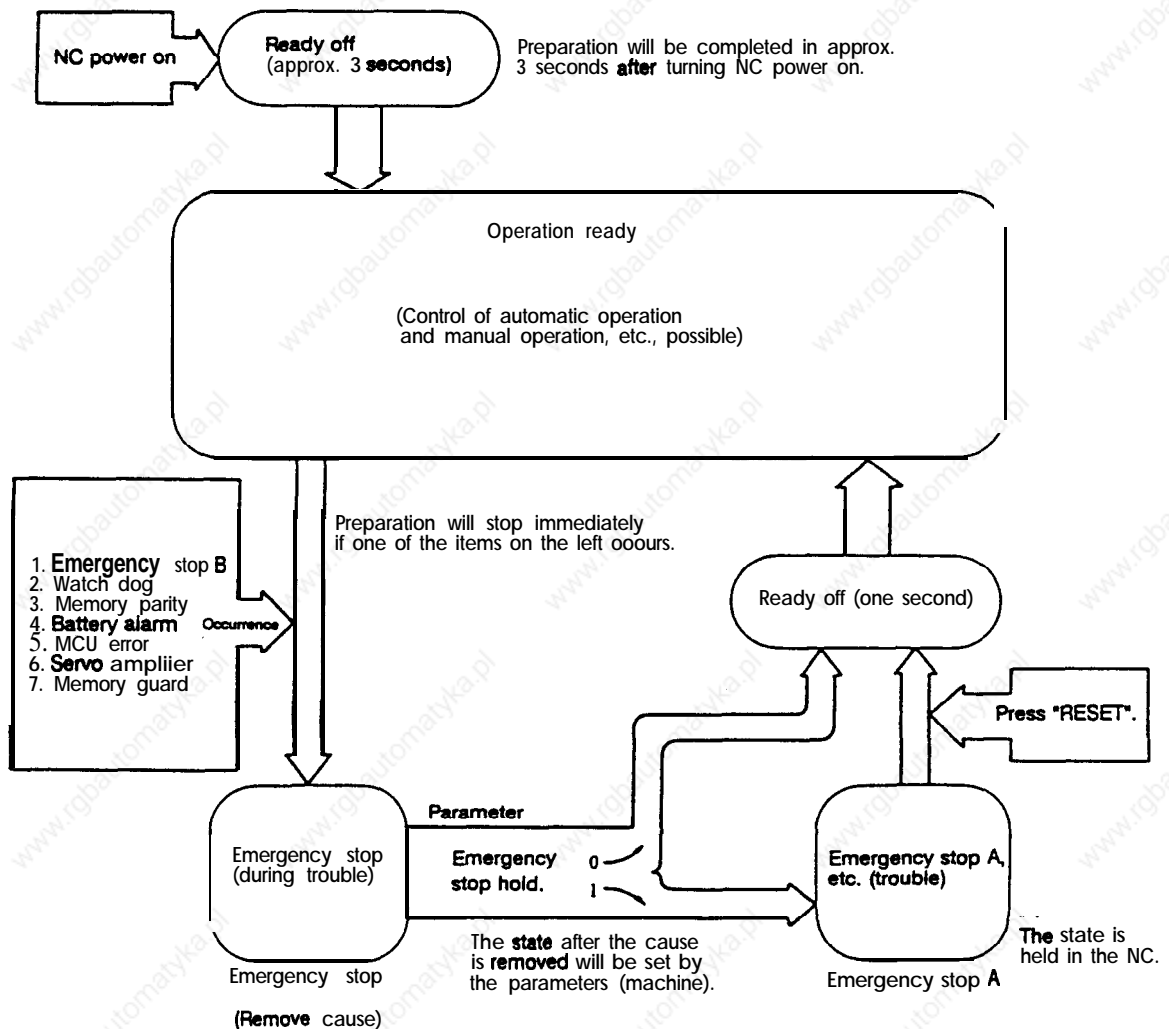 NC power on
Ready off
(approx. 3 seconds)
Preparation will be completed in approx.
3 seconds after turning NC power on.
Operation ready
(Control of automatic operation
and manual operation, etc., possible)
Preparation will stop immediately
if one of the items on the left ooours.
1. Emergency stop B
2. Watch dog
3. Memory parity
4. Battery alarm
5. MCU error
6. Servo ampliier
7. Memory guard
Occurrence
Ready off (one second)
Press "RESET".
Parameter
Emergency stop
(during trouble)
Emergency
stop hold.
0
1
Emergency stop A,
etc. (trouble)
The state after the cause
is removed will be set by
the parameters (machine).
The state is
held in the NC.
Emergency stop
Emergency stop A
(Remove cause)
www.rgbautomatyka.pl